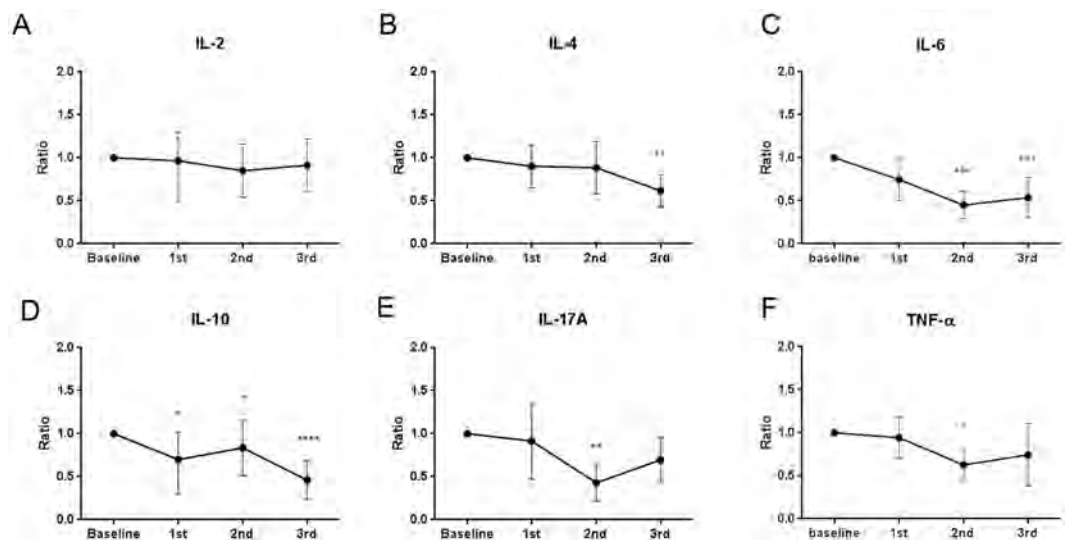 A
IL-2
Ratio
2.0
1.5
1.0
0.5
0.0
Baseline 1st 2nd 3rd
B
IL-4
Ratio
2.0
1.5
1.0
0.5
0.0
Baseline 1st 2nd 3rd
C
IL-6
Ratio
2.0
1.5
1.0
0.5
0.0
baseline 1st 2nd 3rd
D
IL-10
Ratio
2.0
1.5
1.0
0.5
0.0
*
*
****
Baseline 1st 2nd 3rd
E
IL-17A
Ratio
2.0
1.5
1.0
0.5
0.0
**
Baseline 1st 2nd 3rd
F
TNF-α
Ratio
2.0
1.5
1.0
0.5
0.0
baseline 1st 2nd 3rd